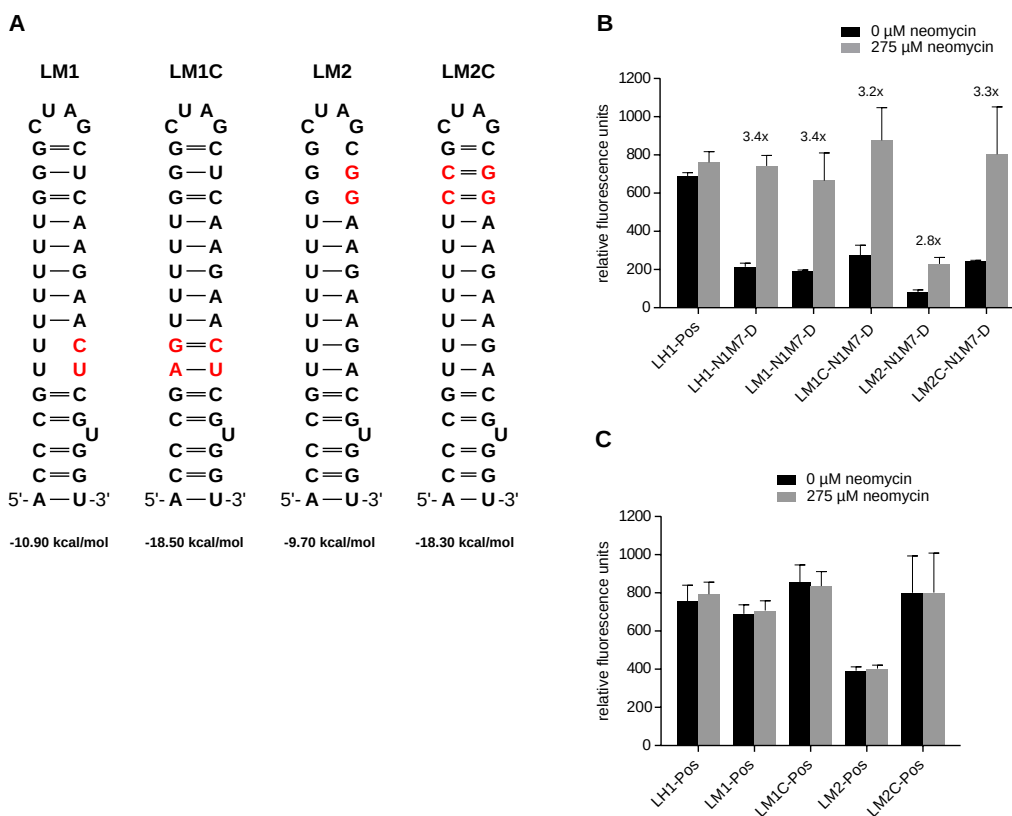 A
LM1 LM1C LM2 LM2C
U A U A U A U A
C G C G C G C G
G C G C G C G C
G U G U G G C G
G C G C G G C G
U A U A U A U A
U A U A U A U A
U G U G U G U G
U A U A U A U A
U A U A U A U A
U C G C U G U G
U U A U U A U A
G C G C G C G C
C G C G C G C G
U U U U
C G C G C G C G
C G C G C G C G
5'- A U -3' 5'- A U -3' 5'- A U -3' 5'- A U -3'
-10.90 kcal/mol -18.50 kcal/mol -9.70 kcal/mol -18.30 kcal/mol
B
0 µM neomycin
275 µM neomycin
relative fluorescence units
1200
1000
800
600
400
200
0
3.4x
3.4x
3.2x
2.8x
3.3x
LH1-Pos
LH1-N1M7-D
LM1-N1M7-D
LM1C-N1M7-D
LM2-N1M7-D
LM2C-N1M7-D
C
0 µM neomycin
275 µM neomycin
relative fluorescence units
1200
1000
800
600
400
200
0
LH1-Pos
LM1-Pos
LM1C-Pos
LM2-Pos
LM2C-Pos